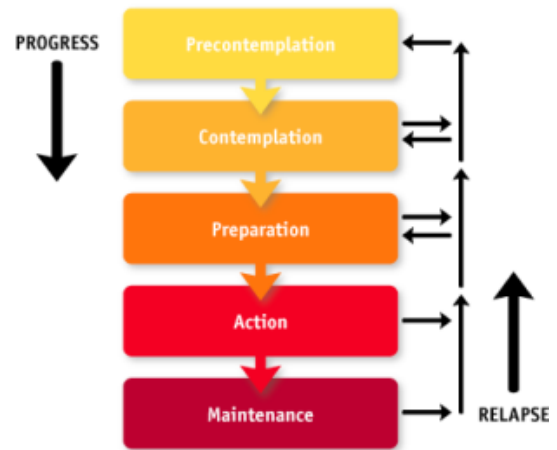 PROGRESS
Precontemplation
Contemplation
Preparation
Action
Maintenance
RELAPSE